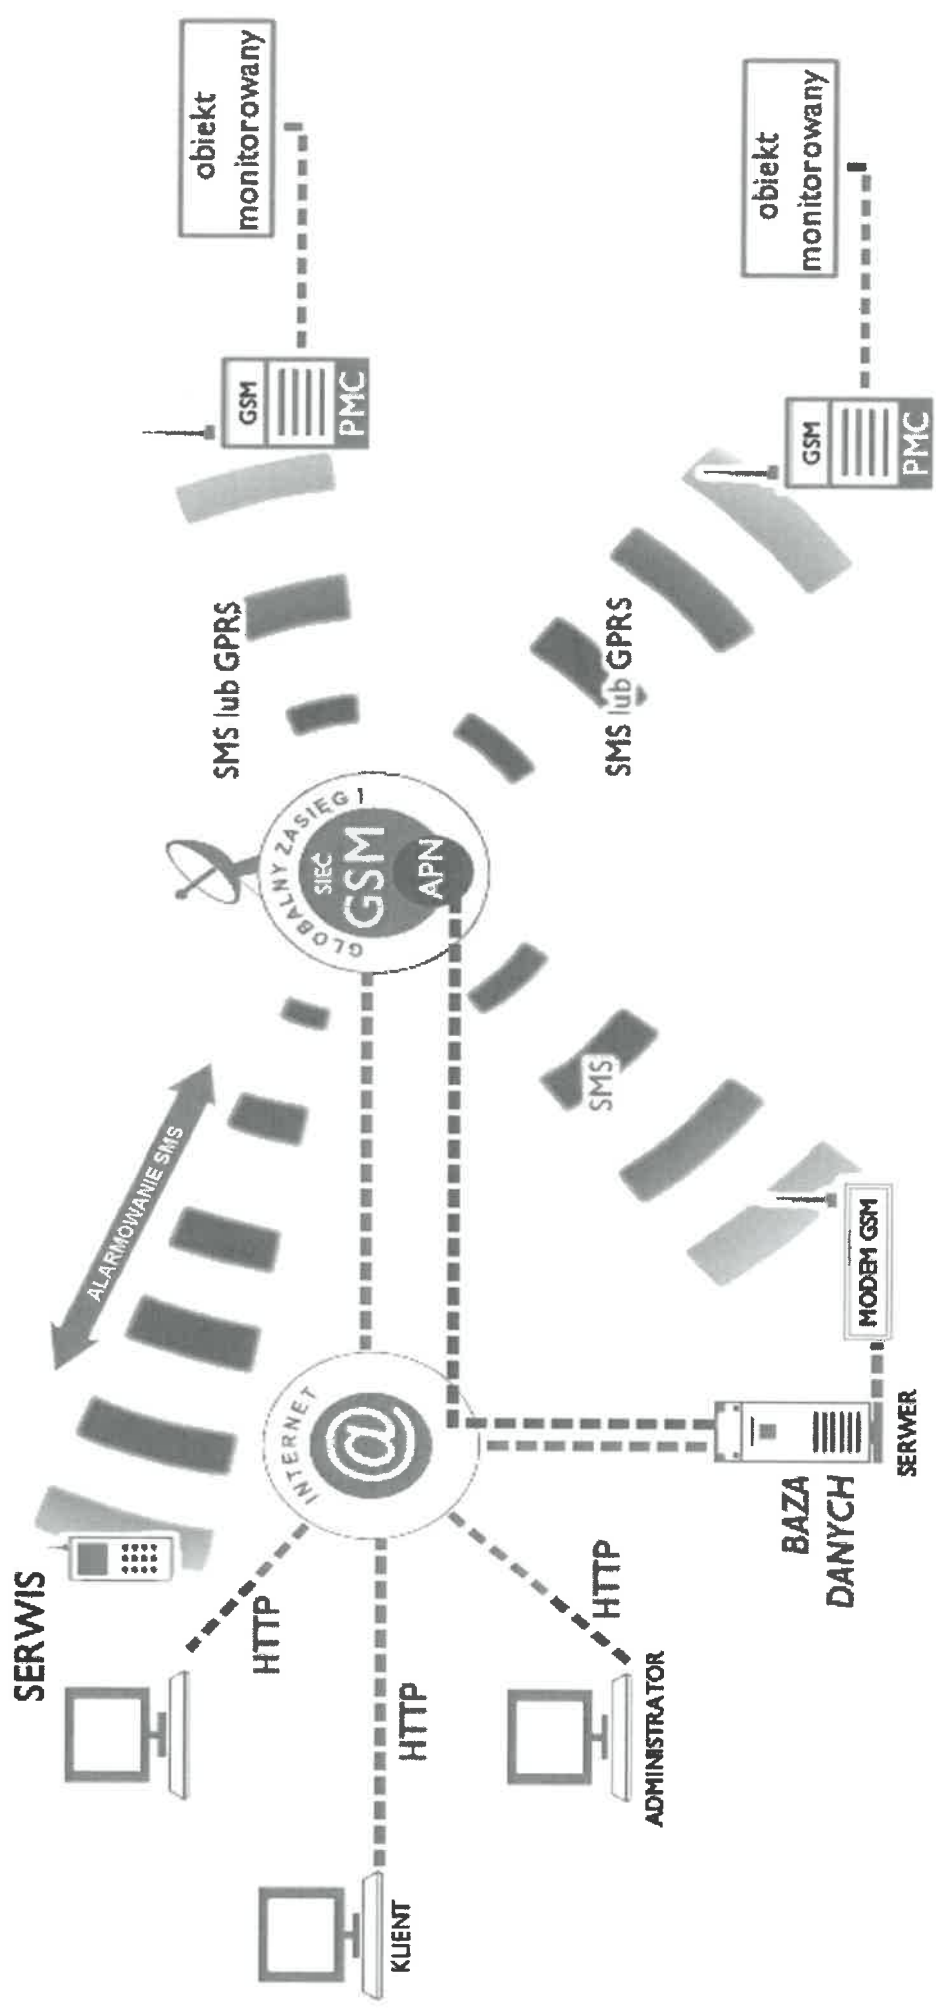 SERWIS
ALARMOWANIE SMS
SMS lub GPRS
GSM
PMC
obiekt
monitorowany
HTTP
INTERNET
@
GLOBALNY ZASIĘG !
SIEĆ
GSM
APN
KLIENT
HTTP
HTTP
ADMINISTRATOR
SMS
SMS lub GPRS
GSM
PMC
obiekt
monitorowany
BAZA
DANYCH
SERWER
MODEM GSM